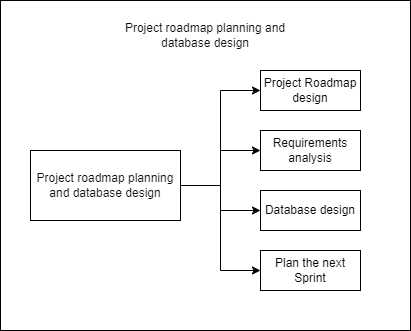 Project roadmap planning and
database design
Project Roadmap
design
Requirements
analysis
Project roadmap planning
and database design
Database design
Plan the next
Sprint